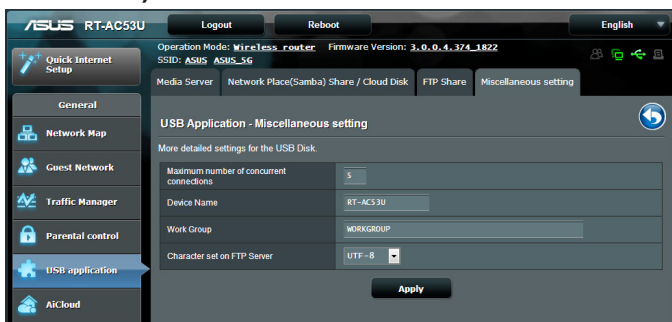 ASUS RT-AC53U Logout Reboot English
Operation Mode: Wireless router Firmware Version: 3.0.0.4.374_1822
SSID: ASUS ASUS_5G
Quick Internet
Setup
Media Server Network Place(Samba) Share / Cloud Disk FTP Share Miscellaneous setting
General
Network Map
Guest Network
Traffic Manager
Parental control
USB application
AiCloud
USB Application - Miscellaneous setting
More detailed settings for the USB Disk.
Maximum number of concurrent
connections
5
Device Name RT-AC53U
Work Group WORKGROUP
Character set on FTP Server UTF-8
Apply